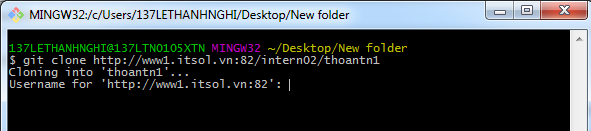 MINGW32:/c/Users/137LETHANHNGHI/Desktop/New folder
137LETHANHNGHI@137LTNO105XTN MINGW32 ~/Desktop/New folder
$ git clone http://www1.itsol.vn:82/intern02/thoantn1
Cloning into 'thoantn1'...
Username for 'http://www1.itsol.vn:82':